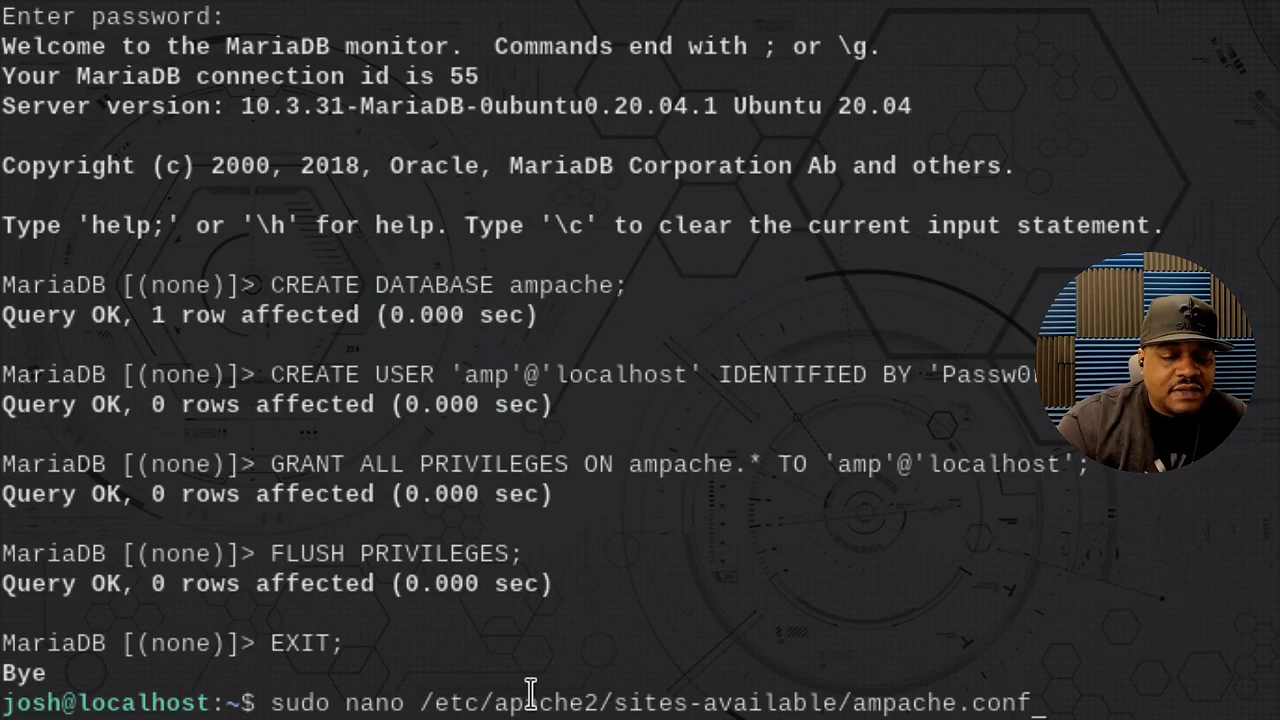 Enter password:
Welcome to the MariaDB monitor.  Commands end with ; or \g.
Your MariaDB connection id is 55
Server version: 10.3.31-MariaDB-0ubuntu0.20.04.1 Ubuntu 20.04
Copyright (c) 2000, 2018, Oracle, MariaDB Corporation Ab and others.
Type 'help;' or '\h' for help. Type '\c' to clear the current input statement.
MariaDB [(none)]> CREATE DATABASE ampache;
Query OK, 1 row affected (0.000 sec)
MariaDB [(none)]> CREATE USER 'amp'@'localhost' IDENTIFIED BY
Query OK, 0 rows affected (0.000 sec)
MariaDB [(none)]> GRANT ALL PRIVILEGES ON ampache.* TO 'amp'@'localhost';
Query OK, 0 rows affected (0.000 sec)
MariaDB [(none)]> FLUSH PRIVILEGES;
Query OK, 0 rows affected (0.000 sec)
MariaDB [(none)]> EXIT;
Bye
josh@localhost:~$ sudo nano /etc/apache2/sites-available/ampache.conf_